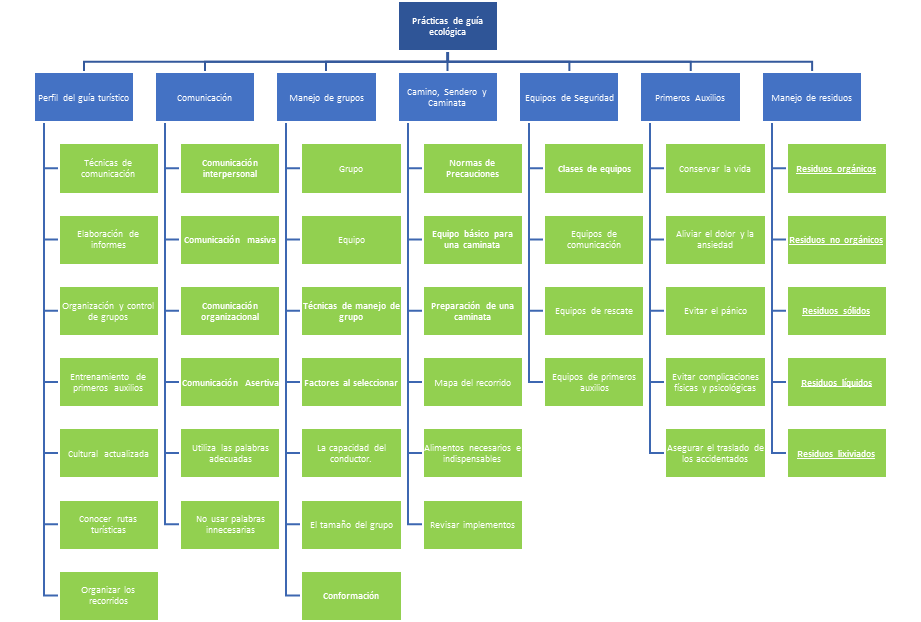 Prácticas de guía
ecológica
Perfil del guía turístico
Comunicación
Manejo de grupos
Camino, Sendero y
Caminata
Equipos de Seguridad
Primeros Auxilios
Manejo de residuos
Técnicas de
comunicación
Elaboración de
informes
Organización y control
de grupos
Entrenamiento de
primeros auxilios
Cultural actualizada
Conocer rutas
turísticas
Organizar los
recorridos
Comunicación
interpersonal
Comunicación masiva
Comunicación
organizacional
Comunicación Asertiva
Utiliza las palabras
adecuadas
No usar palabras
innecesarias
Grupo
Equipo
Técnicas de manejo de
grupo
Factores al seleccionar
La capacidad del
conductor.
El tamaño del grupo
Conformación
Normas de
Precauciones
Equipo básico para
una caminata
Preparación de una
caminata
Mapa del recorrido
Alimentos necesarios e
indispensables
Revisar implementos
Clases de equipos
Equipos de
comunicación
Equipos de rescate
Equipos de primeros
auxilios
Conservar la vida
Aliviar el dolor y la
ansiedad
Evitar el pánico
Evitar complicaciones
físicas y psicológicas
Asegurar el traslado de
los accidentados
Residuos orgánicos
Residuos no orgánicos
Residuos sólidos
Residuos líquidos
Residuos lixiviados